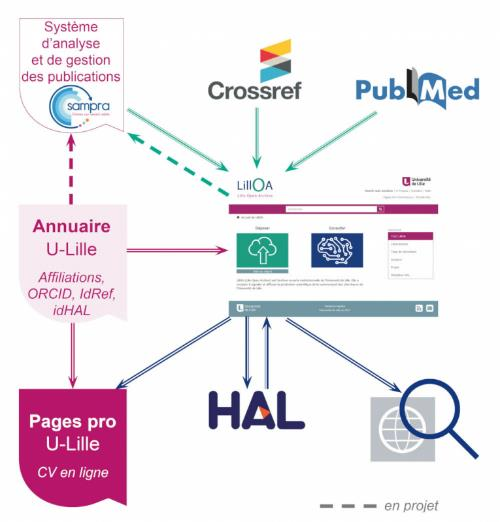 Système
d'analyse
et de gestion
des publications
sampra
Crossref
PubMed
LillOA
Lille Open Archive
Université
de Lille
Annuaire
U-Lille
Affiliations,
ORCID, IdRef,
idHAL
Déposer
Consulter
Pages pro
U-Lille
CV en ligne
HAL
en projet